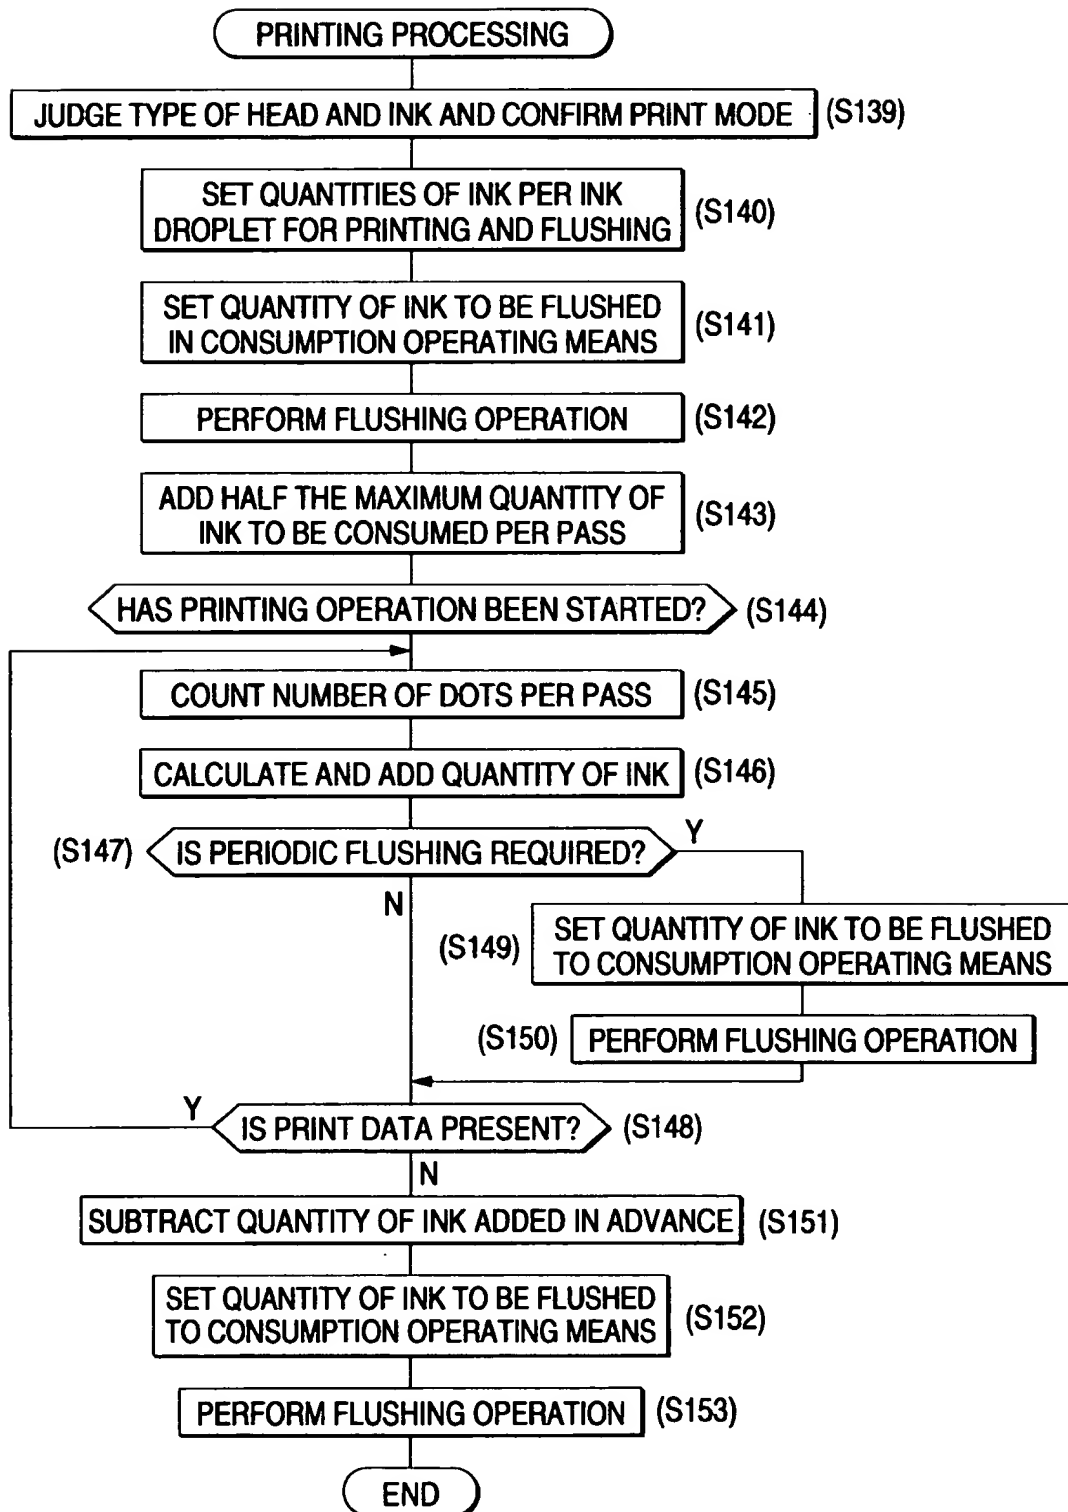 PRINTING PROCESSING
JUDGE TYPE OF HEAD AND INK AND CONFIRM PRINT MODE (S139)
SET QUANTITIES OF INK PER INK
DROPLET FOR PRINTING AND FLUSHING
(S140)
SET QUANTITY OF INK TO BE FLUSHED
IN CONSUMPTION OPERATING MEANS
(S141)
PERFORM FLUSHING OPERATION (S142)
ADD HALF THE MAXIMUM QUANTITY OF
INK TO BE CONSUMED PER PASS
(S143)
HAS PRINTING OPERATION BEEN STARTED? (S144)
COUNT NUMBER OF DOTS PER PASS (S145)
CALCULATE AND ADD QUANTITY OF INK (S146)
(S147) IS PERIODIC FLUSHING REQUIRED? Y
N
(S149)
SET QUANTITY OF INK TO BE FLUSHED
TO CONSUMPTION OPERATING MEANS
(S150) PERFORM FLUSHING OPERATION
Y IS PRINT DATA PRESENT? (S148)
N
SUBTRACT QUANTITY OF INK ADDED IN ADVANCE (S151)
SET QUANTITY OF INK TO BE FLUSHED
TO CONSUMPTION OPERATING MEANS
(S152)
PERFORM FLUSHING OPERATION (S153)
END